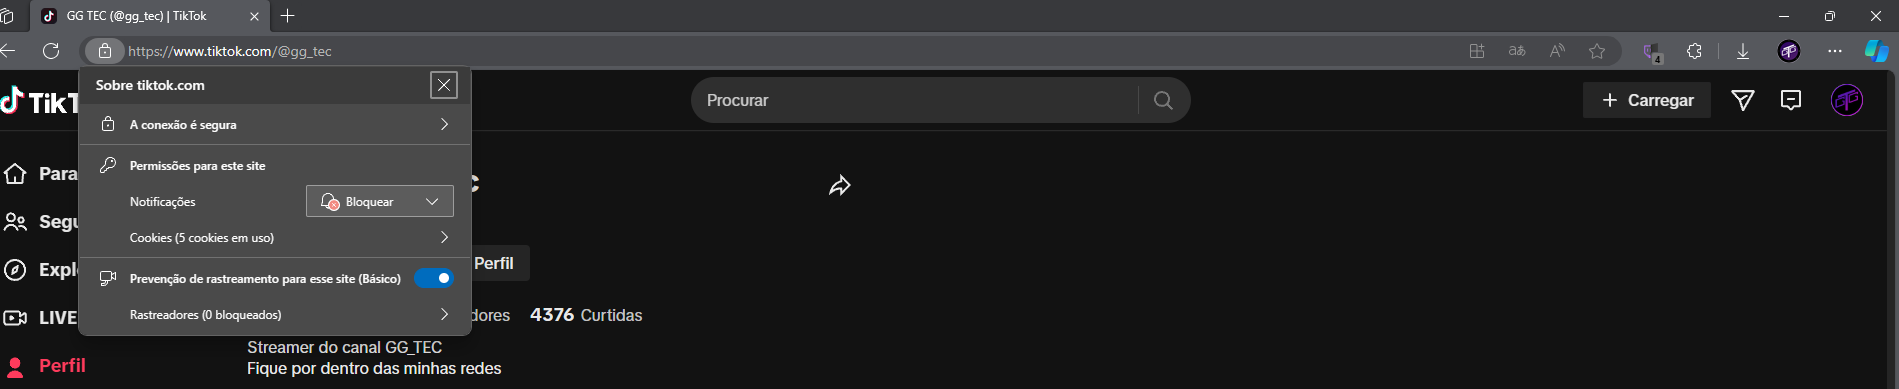 GG TEC (@gg_tec) | TikTok
https://www.tiktok.com/@gg_tec
4
Sobre tiktok.com
A conexão é segura
Permissões para este site
Notificações
Bloquear
Cookies (5 cookies em uso)
Prevenção de rastreamento para esse site (Básico)
Rastreadores (0 bloqueados)
TikT
Procurar
Carregar
Para
Segu
Explo
LIVE
Perfil
Perfil
dores 4376 Curtidas
Streamer do canal GG_TEC
Fique por dentro das minhas redes